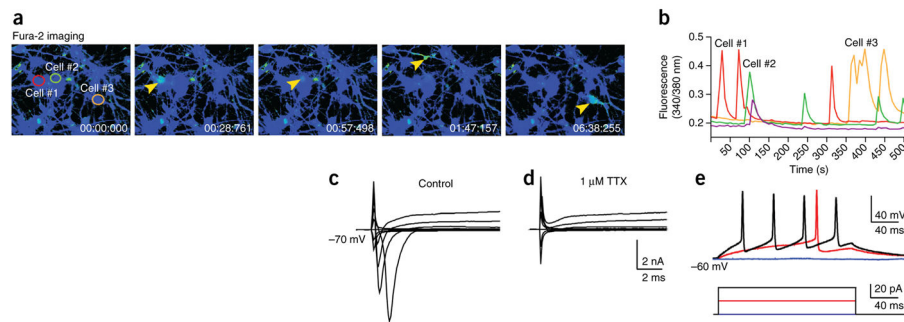 a
Fura-2 imaging
Cell #2
Cell #1
Cell #3
00:00:000
00:28:761
00:57:498
01:47:157
06:38:255
b
Fluorescence
(340/380 nm)
0.5
0.4
0.3
0.2
Cell #1
Cell #2
Cell #3
0
50
100
150
200
250
300
350
400
450
500
Time (s)
c
Control
−70 mV
d
1 µM TTX
2 nA
2 ms
e
40 mV
40 ms
−60 mV
20 pA
40 ms